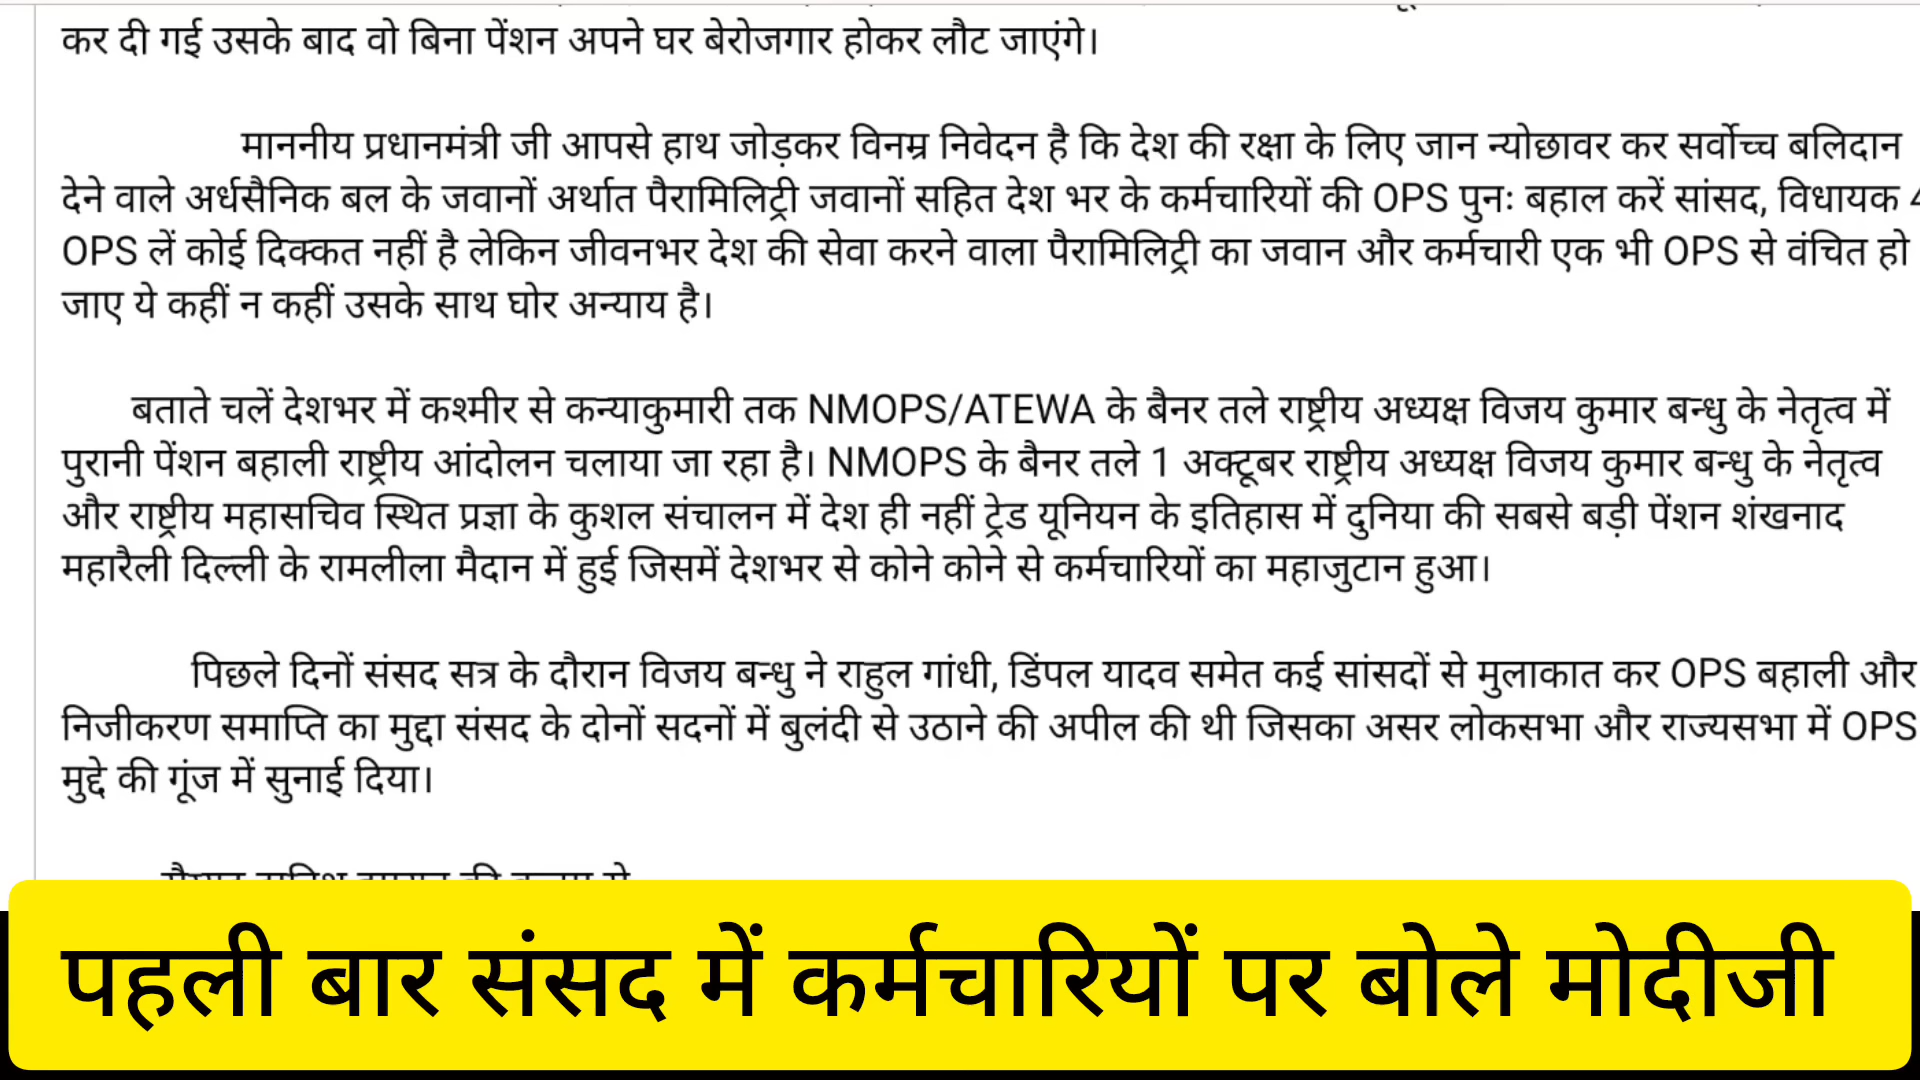 कर दी गई उसके बाद वो बिना पेंशन अपने घर बेरोजगार होकर लौट जाएंगे।
माननीय प्रधानमंत्री जी आपसे हाथ जोड़कर विनम्र निवेदन है कि देश की रक्षा के लिए जान न्योछावर कर सर्वोच्च बलिदान
देने वाले अर्धसैनिक बल के जवानों अर्थात पैरामिलिट्री जवानों सहित देश भर के कर्मचारियों की OPS पुनः बहाल करें सांसद, विधायक 4
OPS लें कोई दिक्कत नहीं है लेकिन जीवनभर देश की सेवा करने वाला पैरामिलिट्री का जवान और कर्मचारी एक भी OPS से वंचित हो
जाए ये कहीं न कहीं उसके साथ घोर अन्याय है।
बताते चलें देशभर में कश्मीर से कन्याकुमारी तक NMOPS/ATEWA के बैनर तले राष्ट्रीय अध्यक्ष विजय कुमार बन्धु के नेतृत्व में
पुरानी पेंशन बहाली राष्ट्रीय आंदोलन चलाया जा रहा है। NMOPS के बैनर तले 1 अक्टूबर राष्ट्रीय अध्यक्ष विजय कुमार बन्धु के नेतृत्व
और राष्ट्रीय महासचिव स्थित प्रज्ञा के कुशल संचालन में देश ही नहीं ट्रेड यूनियन के इतिहास में दुनिया की सबसे बड़ी पेंशन शंखनाद
महारैली दिल्ली के रामलीला मैदान में हुई जिसमें देशभर से कोने कोने से कर्मचारियों का महाजुटान हुआ।
पिछले दिनों संसद सत्र के दौरान विजय बन्धु ने राहुल गांधी, डिंपल यादव समेत कई सांसदों से मुलाकात कर OPS बहाली और
निजीकरण समाप्ति का मुद्दा संसद के दोनों सदनों में बुलंदी से उठाने की अपील की थी जिसका असर लोकसभा और राज्यसभा में OPS
मुद्दे की गूंज में सुनाई दिया।
पहली बार संसद में कर्मचारियों पर बोले मोदीजी